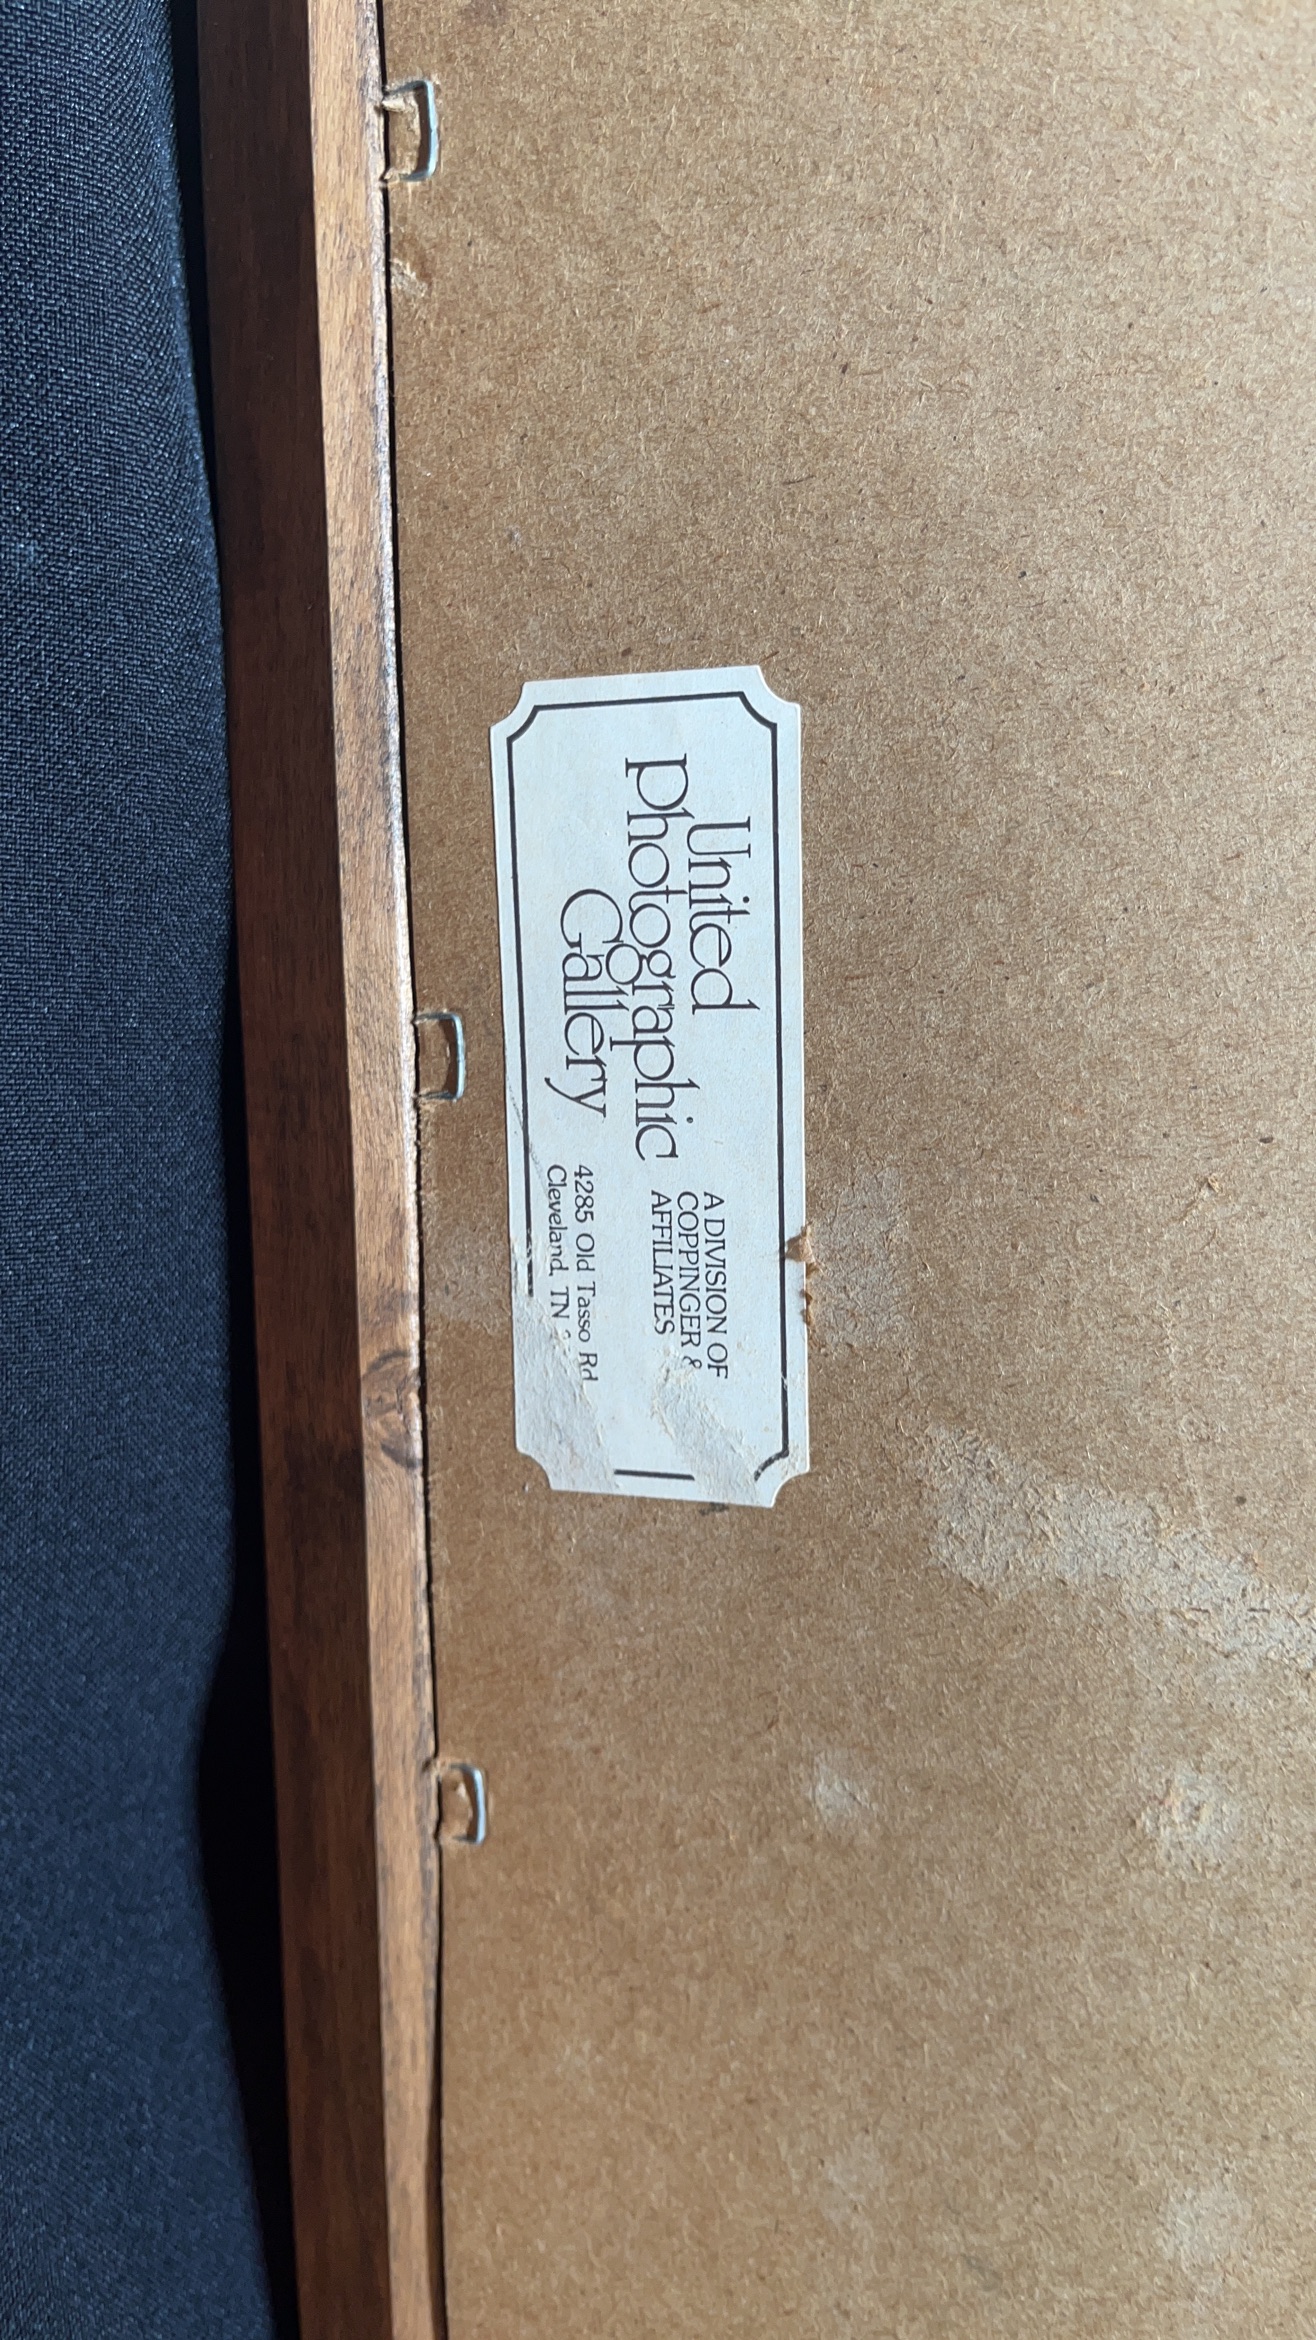 United
Photographic
Gallery
A DIVISION OF
COPPINGER &
AFFILIATES
4285 Old Tasso Rd
Cleveland, TN